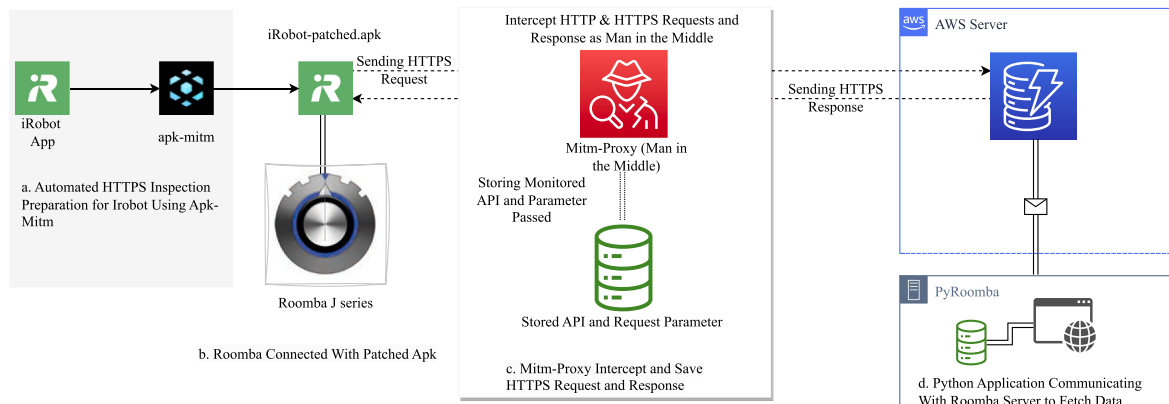 iRobot
App
apk-mitm
a. Automated HTTPS Inspection
Preparation for Irobot Using Apk-
Mitm
iRobot-patched.apk
Sending HTTPS
Request
Roomba J series
b. Roomba Connected With Patched Apk
Intercept HTTP & HTTPS Requests and
Response as Man in the Middle
Mitm-Proxy (Man in
the Middle)
Storing Monitored
API and Parameter
Passed
Stored API and Request Parameter
c. Mitm-Proxy Intercept and Save
HTTPS Request and Response
Sending HTTPS
Response
aws
AWS Server
PyRoomba
d. Python Application Communicating
With Roomba Server to Fetch Data